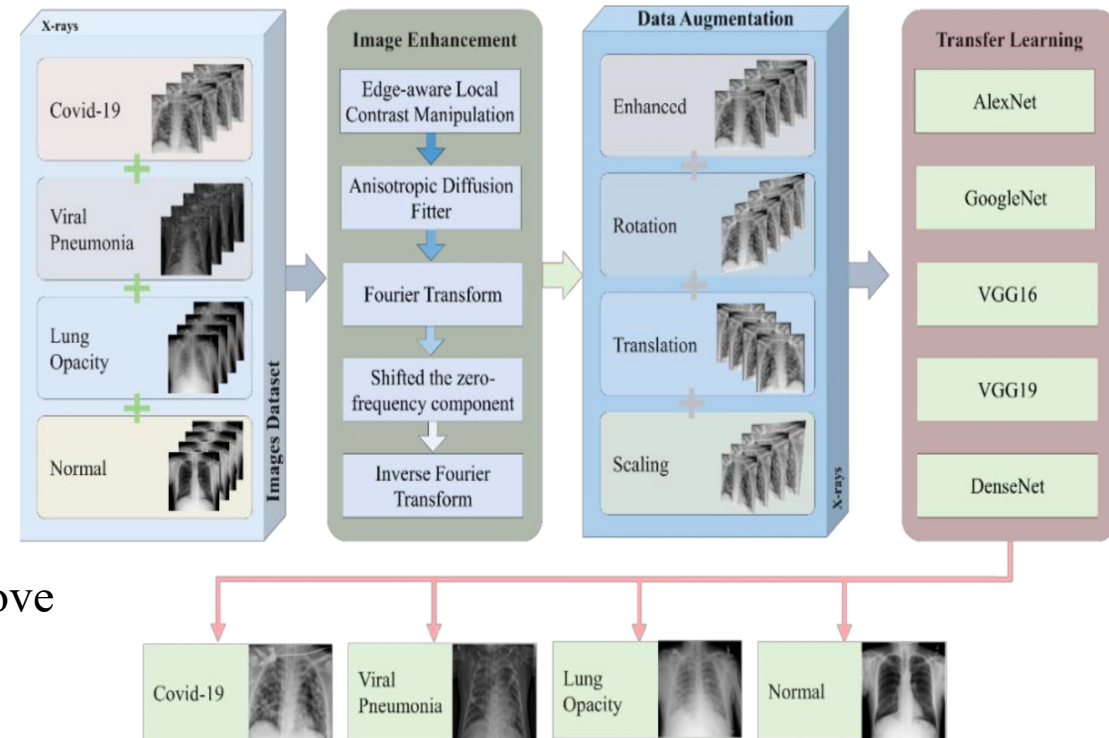 X-rays
Covid-19
Viral
Pneumonia
Lung
Opacity
Normal
Images Dataset
Image Enhancement
Edge-aware Local
Contrast Manipulation
Anisotropic Diffusion
Fitter
Fourier Transform
Shifted the zero-
frequency component
Inverse Fourier
Transform
Data Augmentation
Enhanced
Rotation
Translation
Scaling
X-rays
Transfer Learning
AlexNet
GoogleNet
VGG16
VGG19
DenseNet
ove
Covid-19
Viral
Pneumonia
Lung
Opacity
Normal